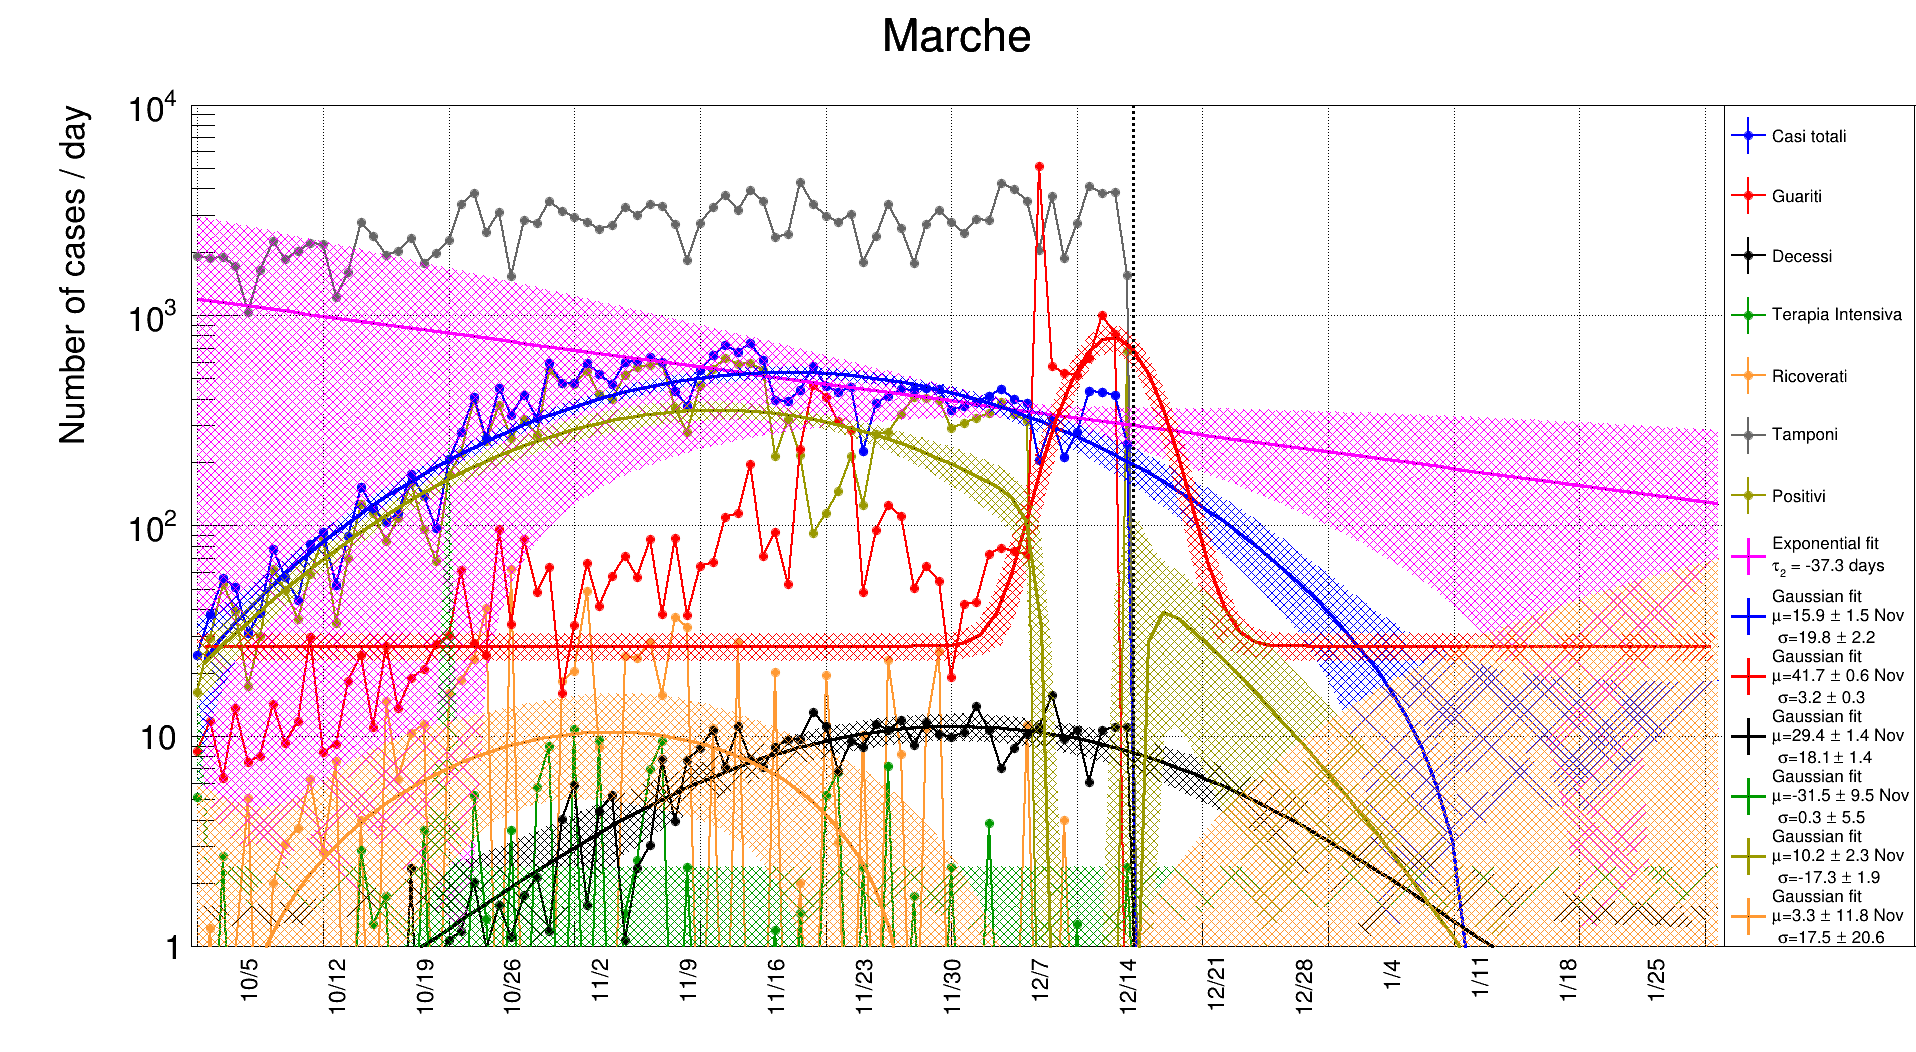 Marche
Number of cases / day
10⁴
10³
10²
10
1
10/5
10/12
10/19
10/26
11/2
11/9
11/16
11/23
11/30
12/7
12/14
12/21
12/28
1/4
1/11
1/18
1/25
Casi totali
Guariti
Decessi
Terapia Intensiva
Ricoverati
Tamponi
Positivi
Exponential fit
τ₂ = -37.3 days
Gaussian fit
μ=15.9 ± 1.5 Nov
σ=19.8 ± 2.2
Gaussian fit
μ=41.7 ± 0.6 Nov
σ=3.2 ± 0.3
Gaussian fit
μ=29.4 ± 1.4 Nov
σ=18.1 ± 1.4
Gaussian fit
μ=-31.5 ± 9.5 Nov
σ=0.3 ± 5.5
Gaussian fit
μ=10.2 ± 2.3 Nov
σ=-17.3 ± 1.9
Gaussian fit
μ=3.3 ± 11.8 Nov
σ=17.5 ± 20.6